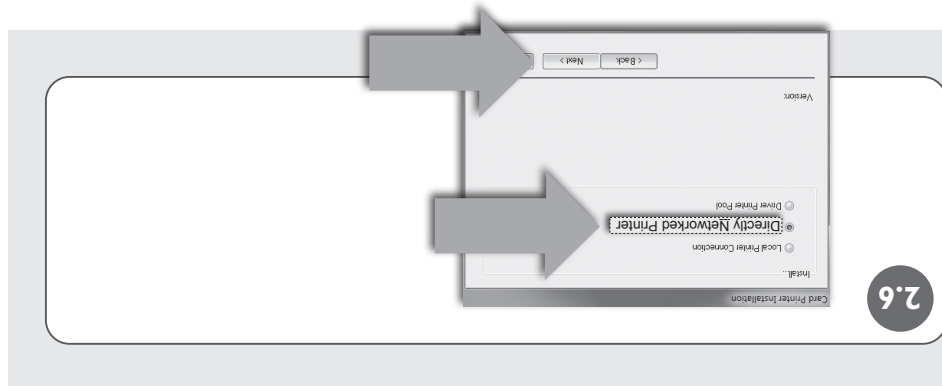 2.6
Card Printer Installation
Install...
Local Printer Connection
Directly Networked Printer
Driver Printer Pool
Version:
< Back Next >